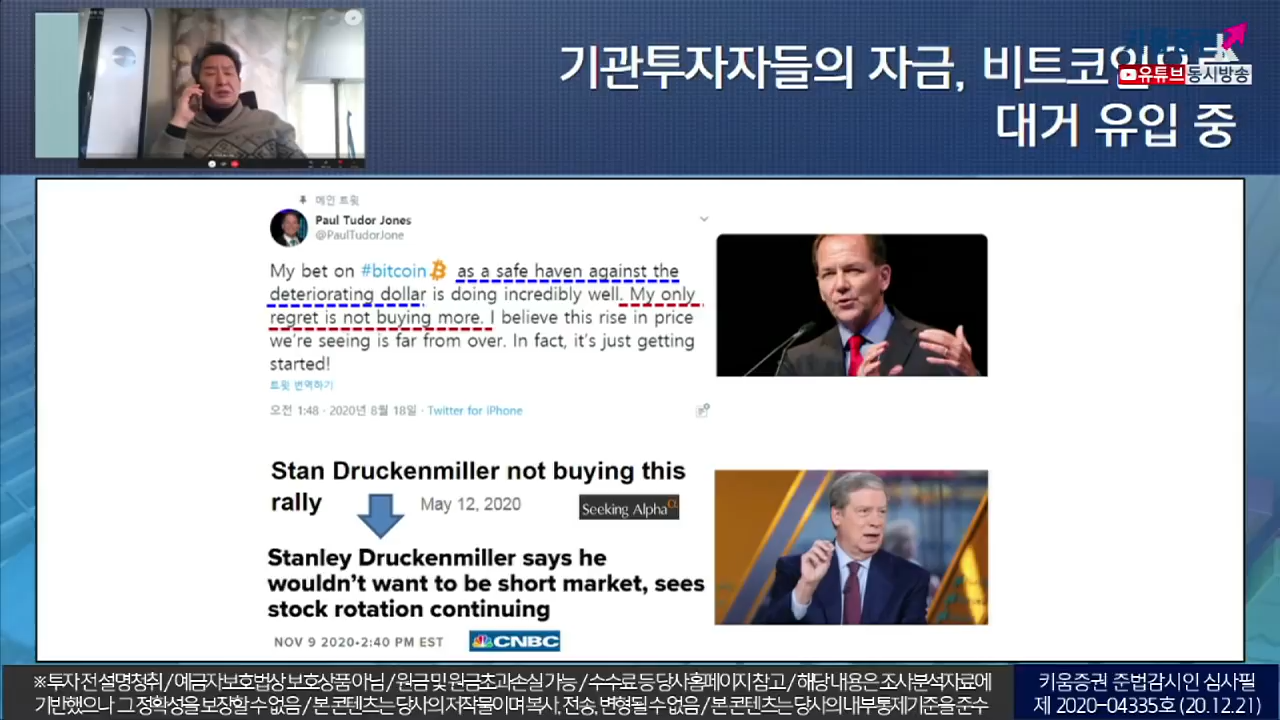 기관투자자들의 자금, 비트코인으로
대거 유입 중
유튜브 동시방송
메인 트윗
Paul Tudor Jones
@PaulTudorJone
My bet on #bitcoin as a safe haven against the
deteriorating dollar is doing incredibly well. My only
regret is not buying more. I believe this rise in price
we're seeing is far from over. In fact, it's just getting
started!
트윗 번역하기
오전 1:48 · 2020년 8월 18일 · Twitter for iPhone
Stan Druckenmiller not buying this
rally
May 12, 2020
Seeking Alphaα
Stanley Druckenmiller says he
wouldn't want to be short market, sees
stock rotation continuing
NOV 9 2020•2:40 PM EST
CNBC
※ 투자 전 설명청취 / 예금자보호법상 보호상품 아님 / 원금 및 원금초과손실 가능 / 수수료 등 당사홈페이지 참고 / 해당 내용은 조사분석자료에
기반했으나 그 정확성을 보장할 수 없음 / 본 콘텐츠는 당사의 저작물이며 복사, 전송, 변형될 수 없음 / 본 콘텐츠는 당사의 내부통제기준을 준수
키움증권 준법감시인 심사필
제 2020-04335호 (20.12.21)